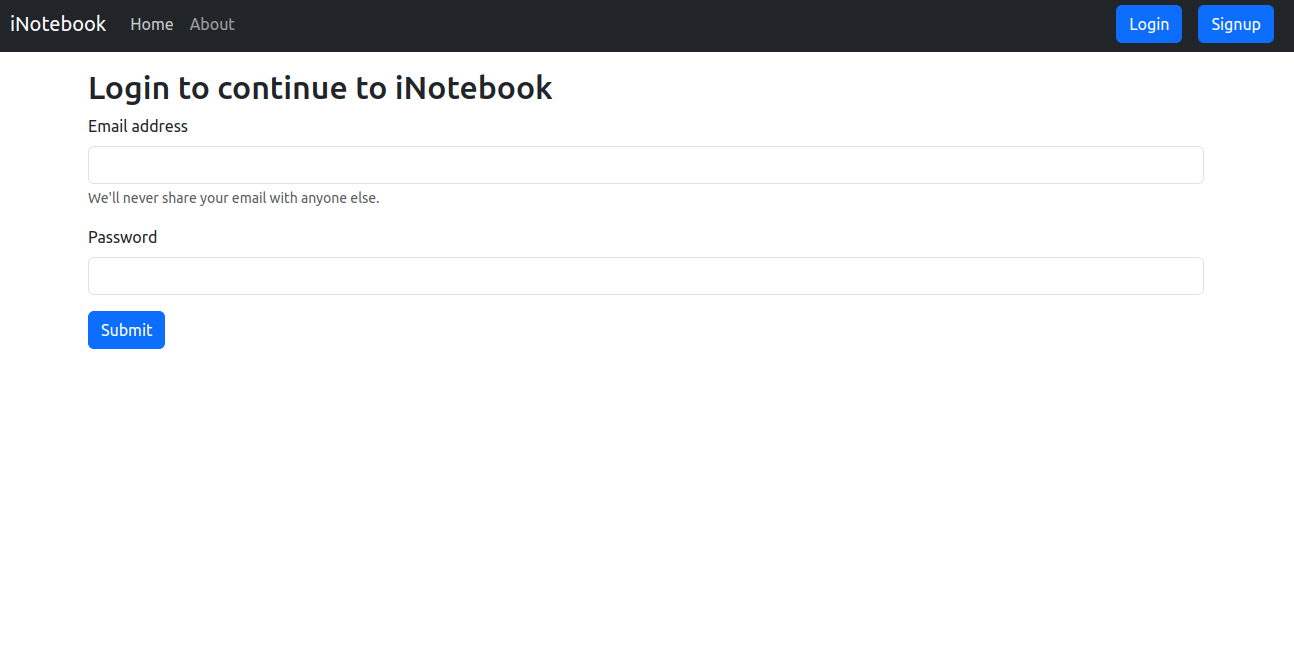 iNotebook Home About Login Signup
Login to continue to iNotebook
Email address
We'll never share your email with anyone else.
Password
Submit